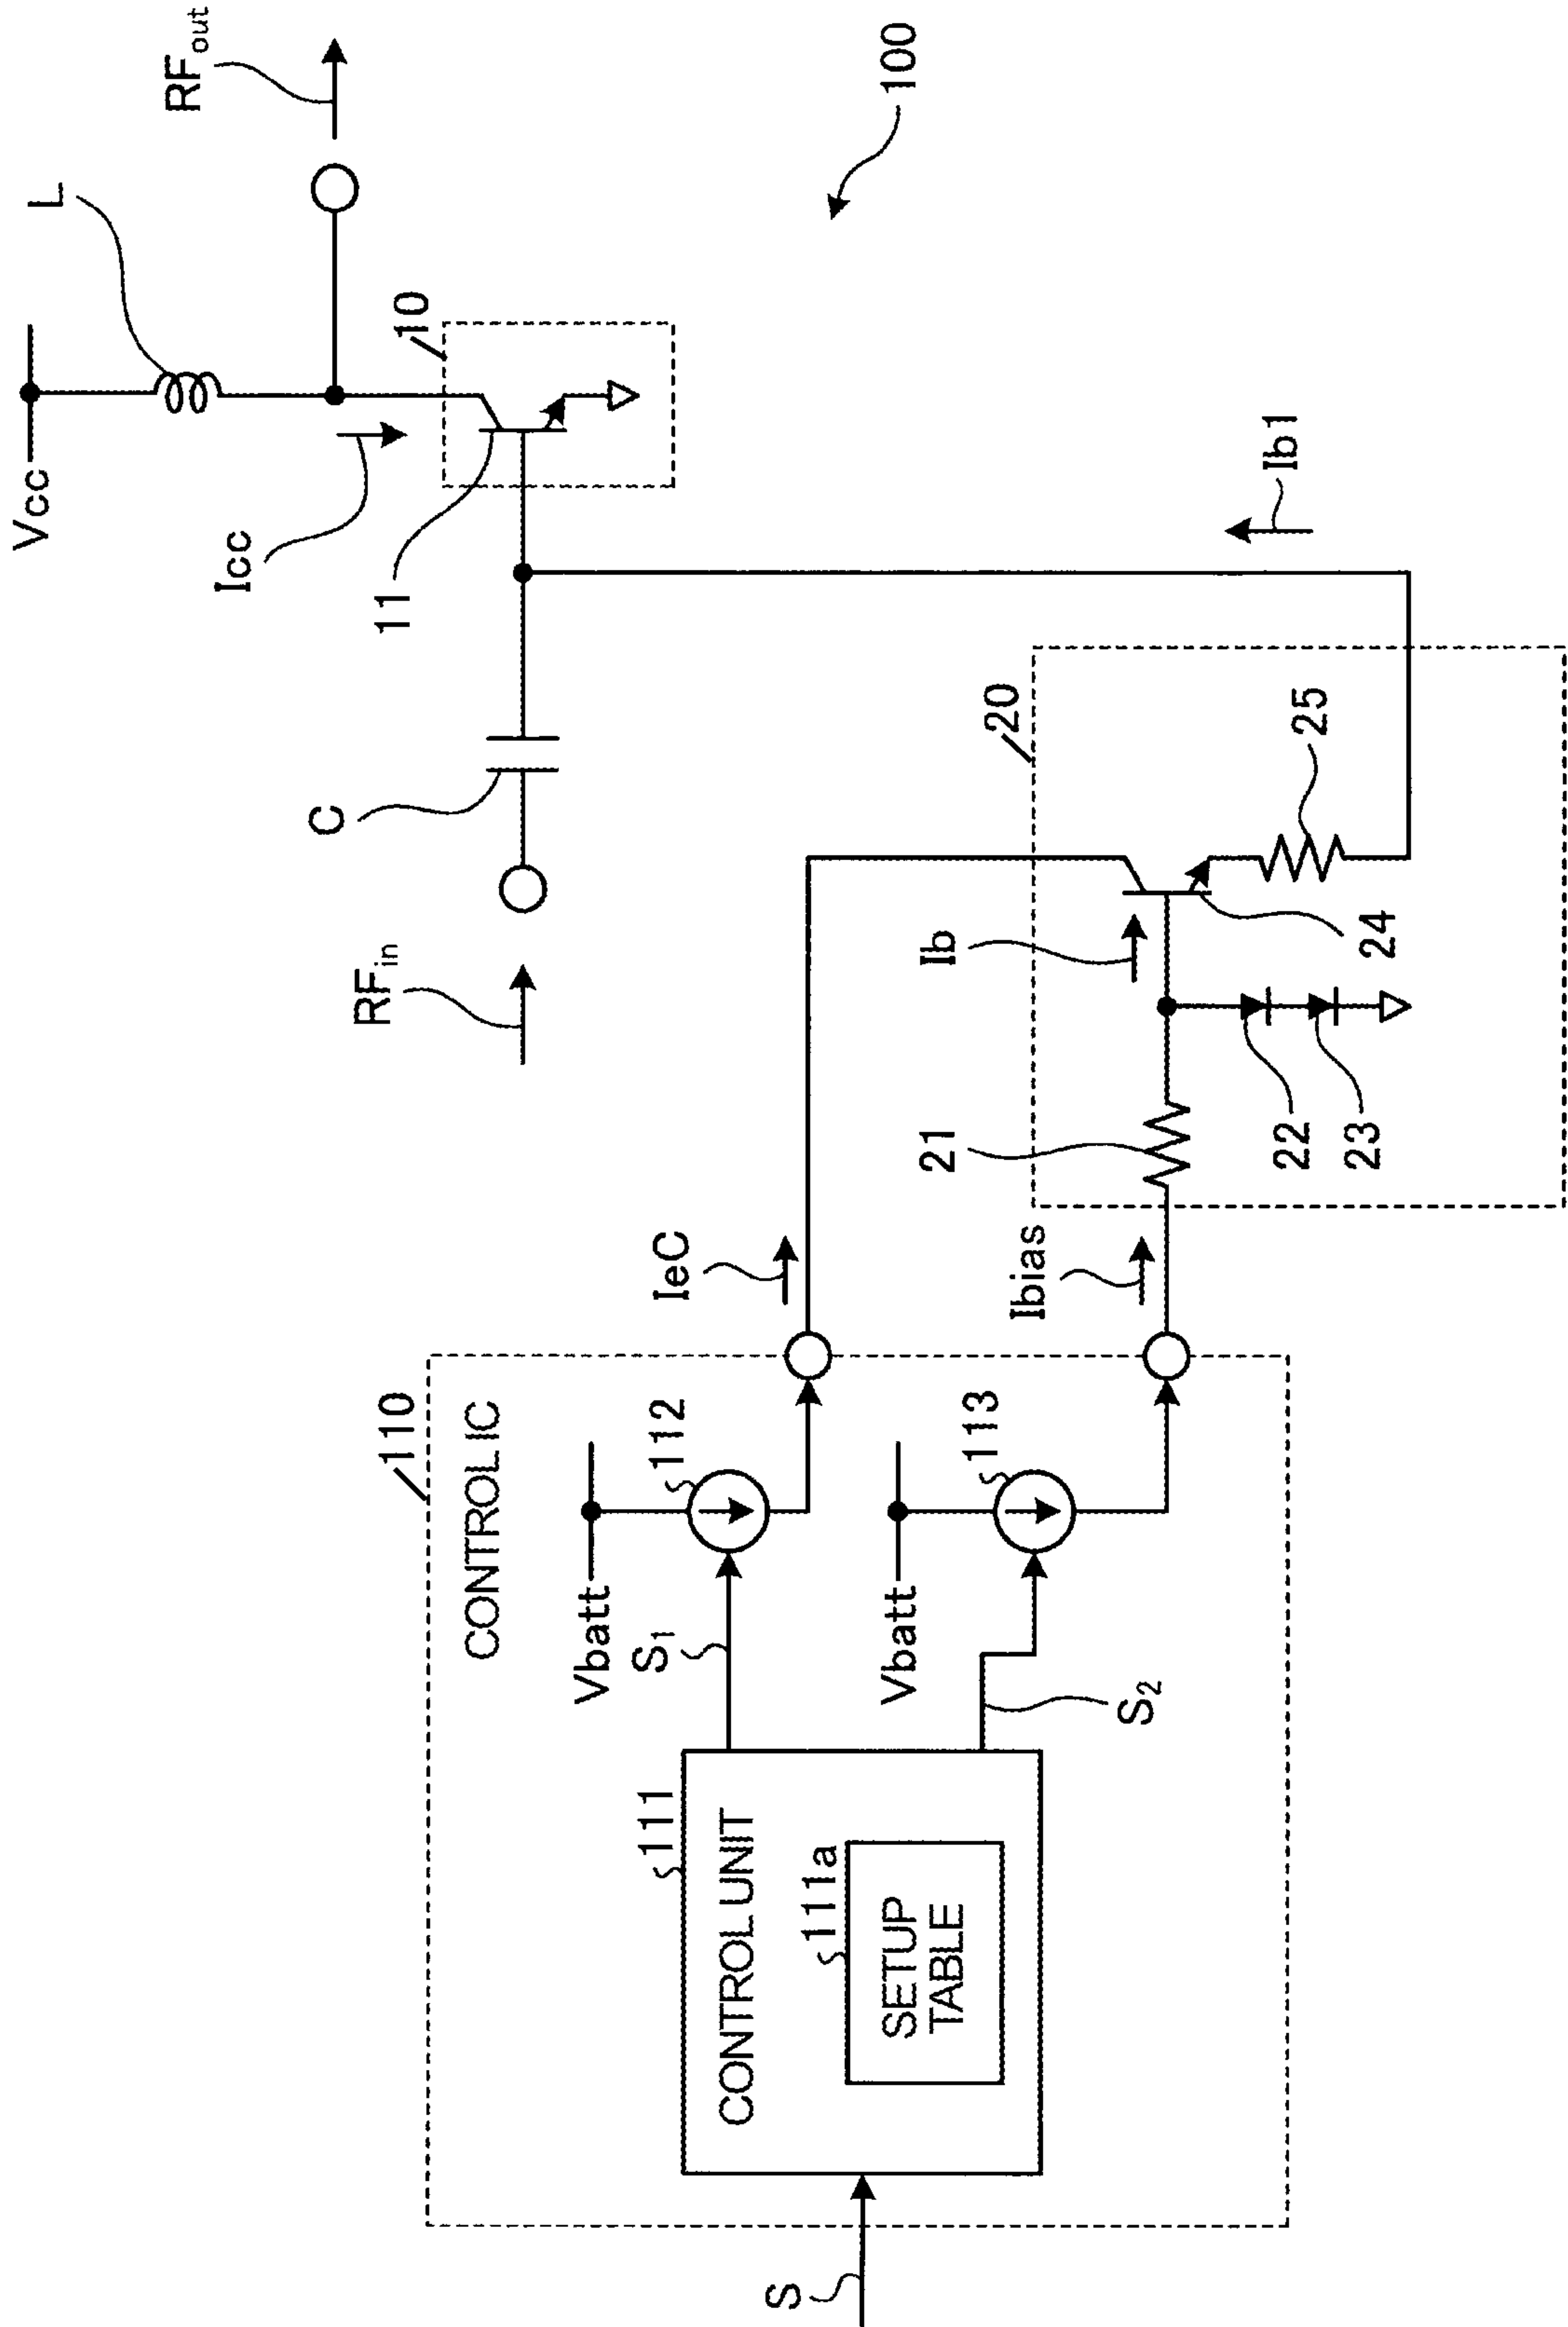 Vcc
L
RFout
Icc
10
11
100
C
RFin
Ib1
20
IeC
Ib
25
24
21
22
23
Ibias
110
CONTROL IC
Vbatt
112
S1
Vbatt
113
S2
111
CONTROL UNIT
111a
SETUP
TABLE
S